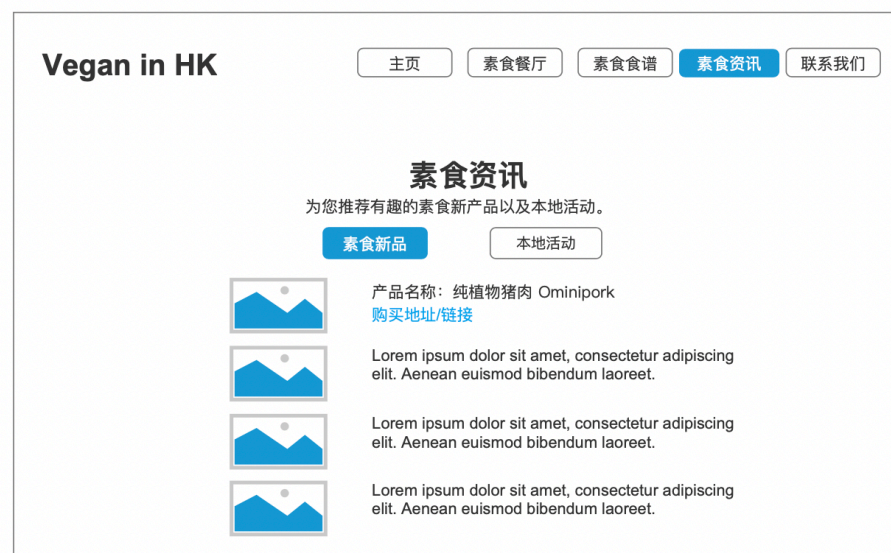 Vegan in HK
主页 素食餐厅 素食食谱 素食资讯 联系我们
素食资讯
为您推荐有趣的素食新产品以及本地活动。
素食新品 本地活动
产品名称：纯植物猪肉 Ominipork
购买地址/链接
Lorem ipsum dolor sit amet, consectetur adipiscing
elit. Aenean euismod bibendum laoreet.
Lorem ipsum dolor sit amet, consectetur adipiscing
elit. Aenean euismod bibendum laoreet.
Lorem ipsum dolor sit amet, consectetur adipiscing
elit. Aenean euismod bibendum laoreet.